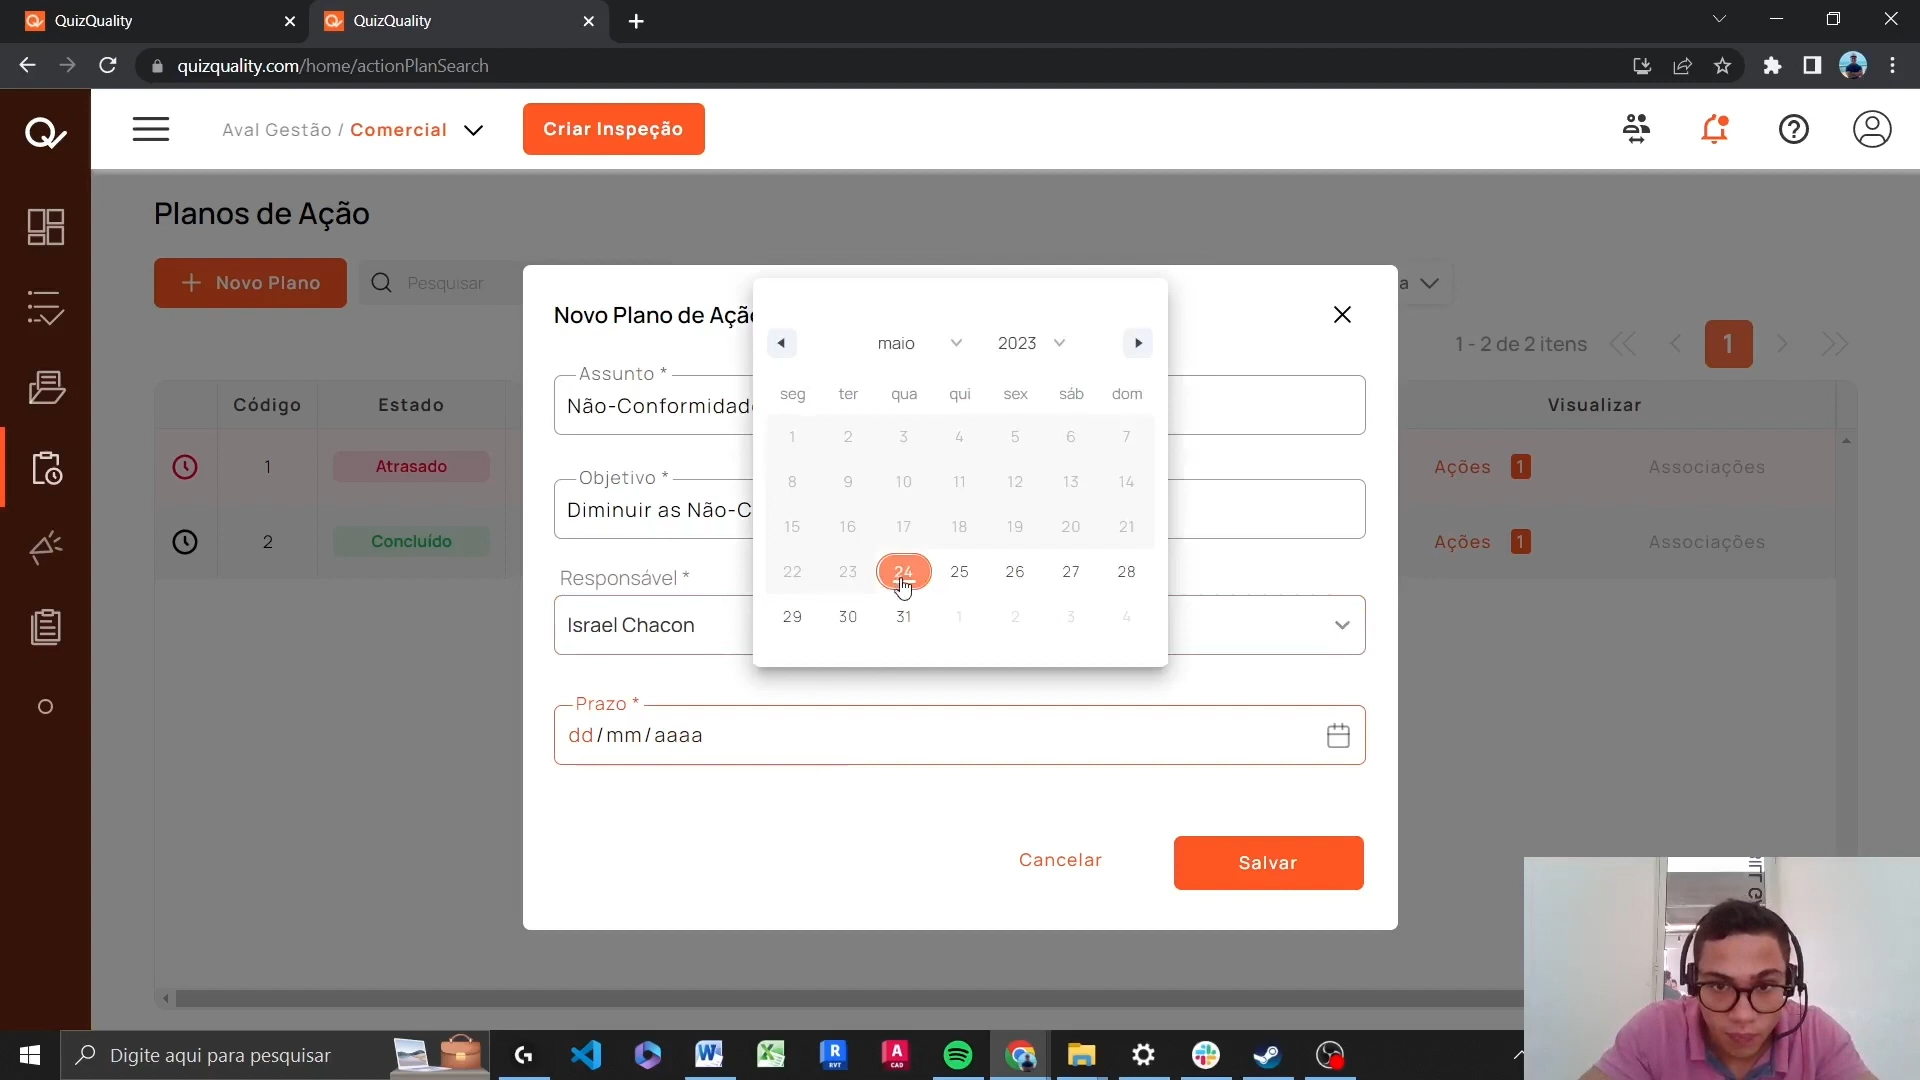 QuizQuality
QuizQuality
quizquality.com/home/actionPlanSearch
Aval Gestão / Comercial
Criar Inspeção
Planos de Ação
Novo Plano
Pesquisar
a
1 - 2 de 2 itens
1
Código
Estado
Visualizar
1
Atrasado
Ações
1
Associações
2
Concluído
Ações
1
Associações
Novo Plano de Ação
Assunto *
Não-Conformidade
Objetivo *
Diminuir as Não-C
Responsável *
Israel Chacon
Prazo *
dd/mm/aaaa
Cancelar
Salvar
maio
2023
seg ter qua qui sex sáb dom
1 2 3 4 5 6 7
8 9 10 11 12 13 14
15 16 17 18 19 20 21
22 23 24 25 26 27 28
29 30 31 1 2 3 4
Digite aqui para pesquisar
R
RVT
A
CAD